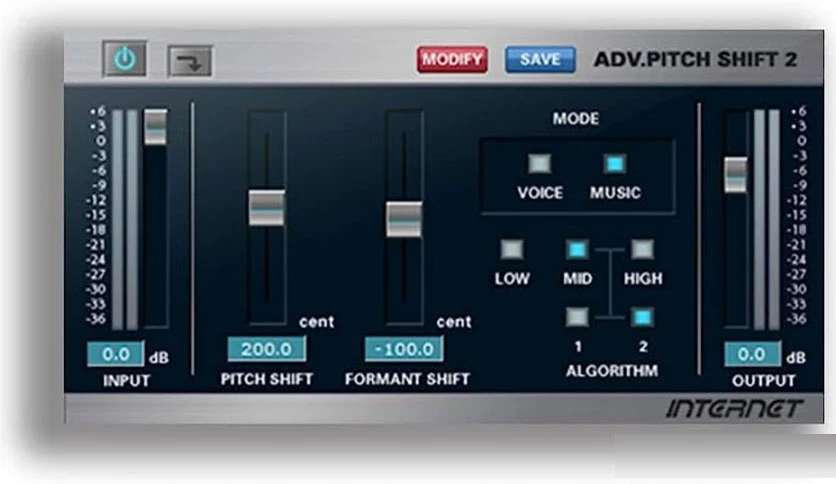 MODIFY SAVE ADV.PITCH SHIFT 2
+6
+3
0
-3
-6
-9
-12
-15
-18
-21
-24
-27
-30
-33
-36
0.0 dB
INPUT
cent
200.0
PITCH SHIFT
cent
-100.0
FORMANT SHIFT
MODE
VOICE MUSIC
LOW MID HIGH
1 2
ALGORITHM
+6
+3
0
-3
-6
-9
-12
-15
-18
-21
-24
-27
-30
-33
-36
0.0 dB
OUTPUT
INTERNET